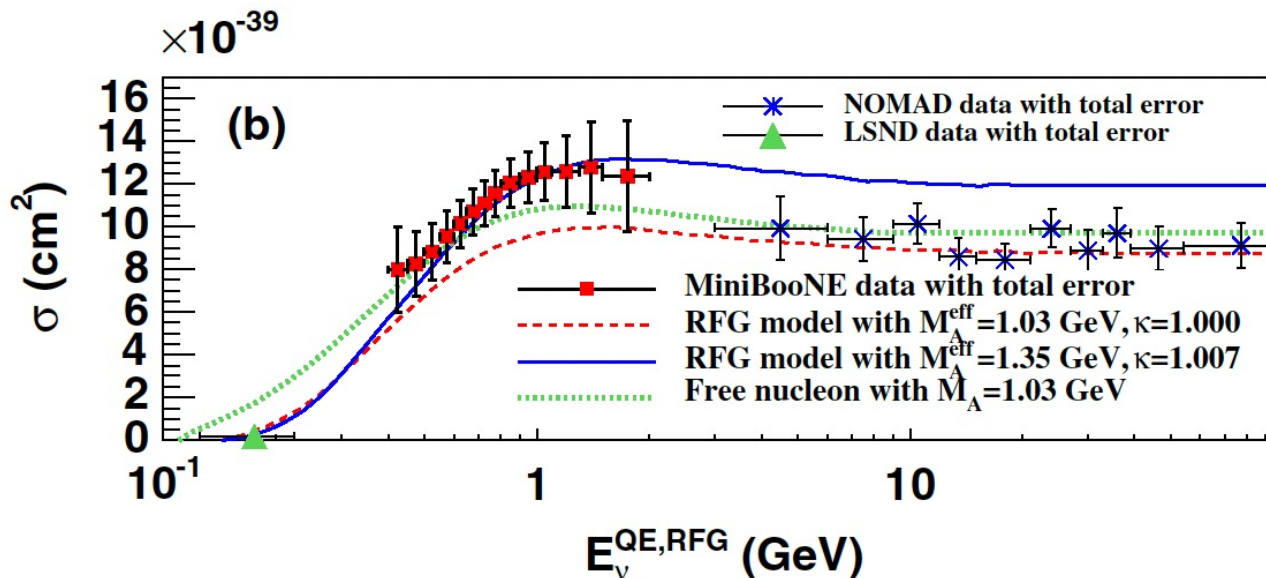 ×10^-39
16
14
12
10
8
6
4
2
0
σ (cm²)
(b)
NOMAD data with total error
LSND data with total error
MiniBooNE data with total error
RFG model with M_A^eff=1.03 GeV, κ=1.000
RFG model with M_A^eff=1.35 GeV, κ=1.007
Free nucleon with M_A=1.03 GeV
10^-1 1 10
E_ν^QE,RFG (GeV)